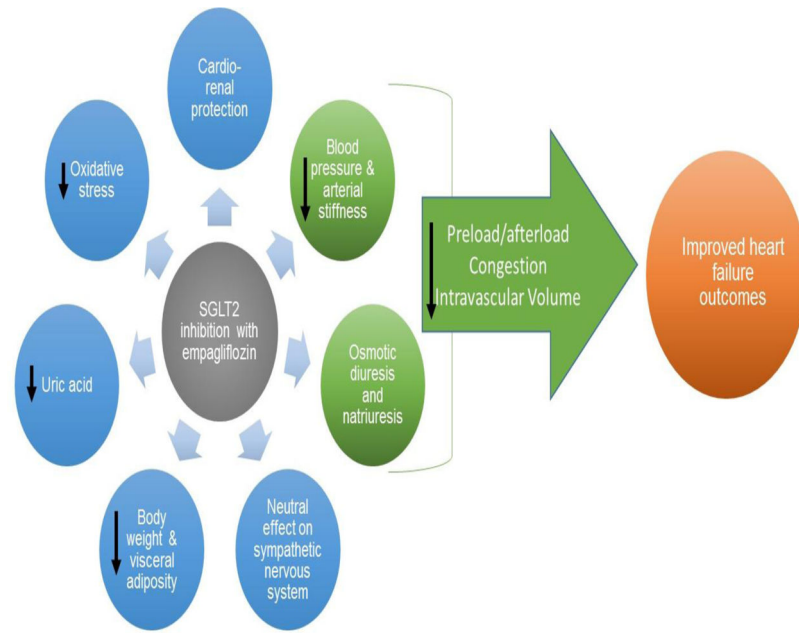 Cardio-
renal
protection
Oxidative
stress
Blood
pressure &
arterial
stiffness
SGLT2
inhibition with
empagliflozin
Uric acid
Osmotic
diuresis
and
natriuresis
Body
weight &
visceral
adiposity
Neutral
effect on
sympathetic
nervous
system
Preload/afterload
Congestion
Intravascular Volume
Improved heart
failure
outcomes